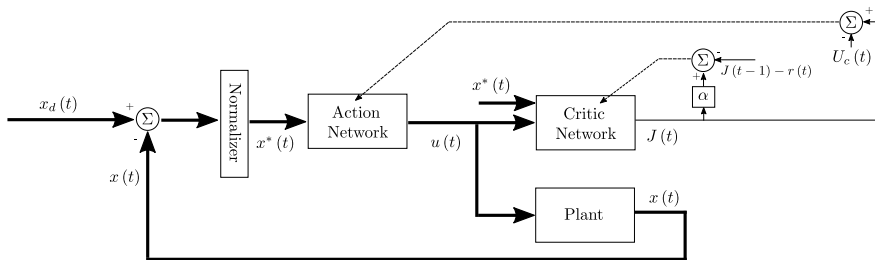 +
Σ
-
U_c (t)
-
Σ
+
J (t−1) − r (t)
α
x_d (t)
+
Σ
-
x (t)
Normalizer
x* (t)
Action
Network
u (t)
x* (t)
Critic
Network
J (t)
Plant
x (t)